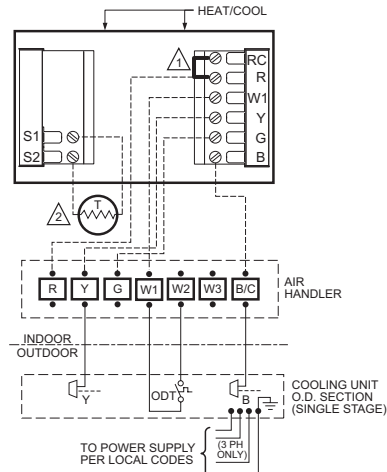 HEAT/COOL
1
RC
R
W1
Y
G
B
S1
S2
2
T
R Y G W1 W2 W3 B/C
AIR
HANDLER
INDOOR
OUTDOOR
Y
ODT
B
COOLING UNIT
O.D. SECTION
(SINGLE STAGE)
TO POWER SUPPLY
PER LOCAL CODES
(3 PH
ONLY)